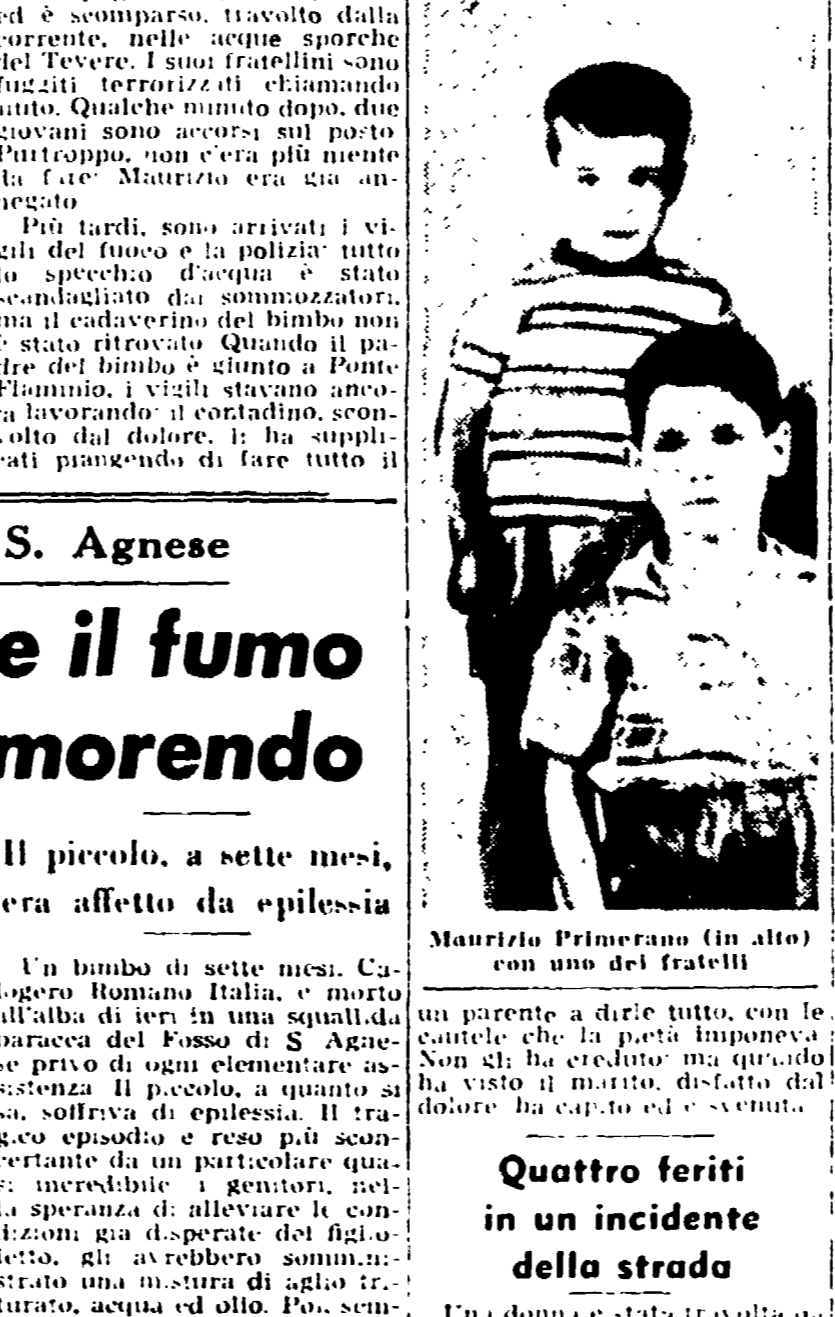 ed è scomparso, travolto dalla
corrente, nelle acque sporche
del Tevere. I suoi fratellini sono
fuggiti terrorizzati chiamando
aiuto. Qualche minuto dopo, due
giovani sono accorsi sul posto
Purtroppo, non c'era più niente
da fare: Maurizio era già an-
negato
Più tardi, sono arrivati i vi-
gili del fuoco e la polizia: tutto
lo specchio d'acqua è stato
scandagliato dai sommozzatori,
ma il cadaverino del bimbo non
è stato ritrovato Quando il pa-
dre del bimbo è giunto a Ponte
Flaminio, i vigili stavano anco-
ra lavorando: il contadino, scon-
volto dal dolore, li ha suppli-
cati piangendo di fare tutto il
S. Agnese
e il fumo
morendo
Il piccolo, a sette mesi,
era affetto da epilessia
Un bimbo di sette mesi, Ca-
logero Romano Italia, è morto
all'alba di ieri in una squallida
baracca del Fosso di S Agne-
se privo di ogni elementare as-
sistenza Il piccolo, a quanto si
sa, soffriva di epilessia. Il tra-
gico episodio è reso più scon-
certante da un particolare qua-
si incredibile i genitori, nel-
la speranza di alleviare le con-
dizioni già disperate del figlio-
letto, gli avrebbero sommini-
strato una mistura di aglio tri-
turato, acqua ed olio. Poi, sem-
Maurizio Primerano (in alto)
con uno dei fratelli
un parente a dirle tutto, con le
cautele che la pietà imponeva
Non gli ha creduto: ma quando
ha visto il marito, disfatto dal
dolore ha capito ed è svenuta
Quattro feriti
in un incidente
della strada
Una donna è stata travolta